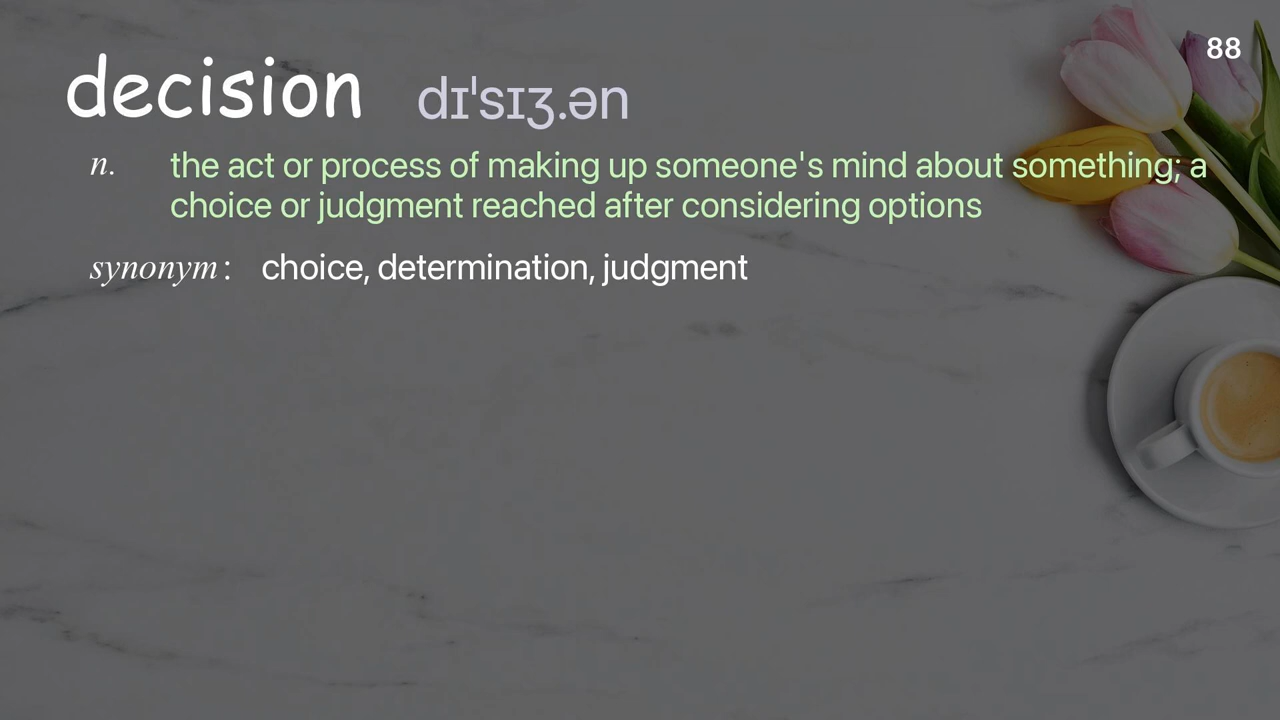 88
decision dɪˈsɪʒ.ən
n. the act or process of making up someone's mind about something; a
choice or judgment reached after considering options
synonym: choice, determination, judgment